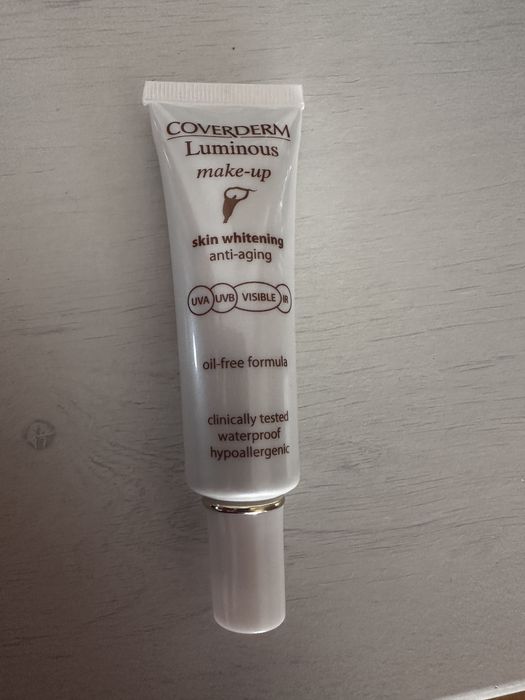 COVERDERM
Luminous
make-up
skin whitening
anti-aging
UVA UVB VISIBLE IR
oil-free formula
clinically tested
waterproof
hypoallergenic